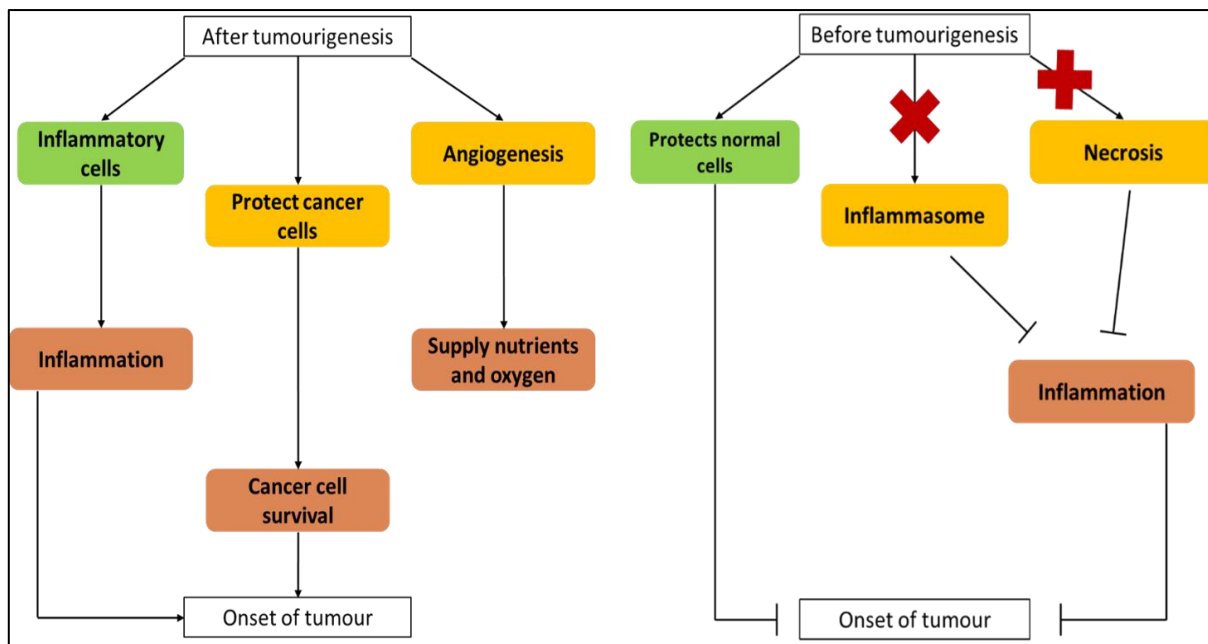 After tumourigenesis
Inflammatory
cells
Protect cancer
cells
Angiogenesis
Inflammation
Supply nutrients
and oxygen
Cancer cell
survival
Onset of tumour
Before tumourigenesis
Protects normal
cells
Inflammasome
Necrosis
Inflammation
Onset of tumour